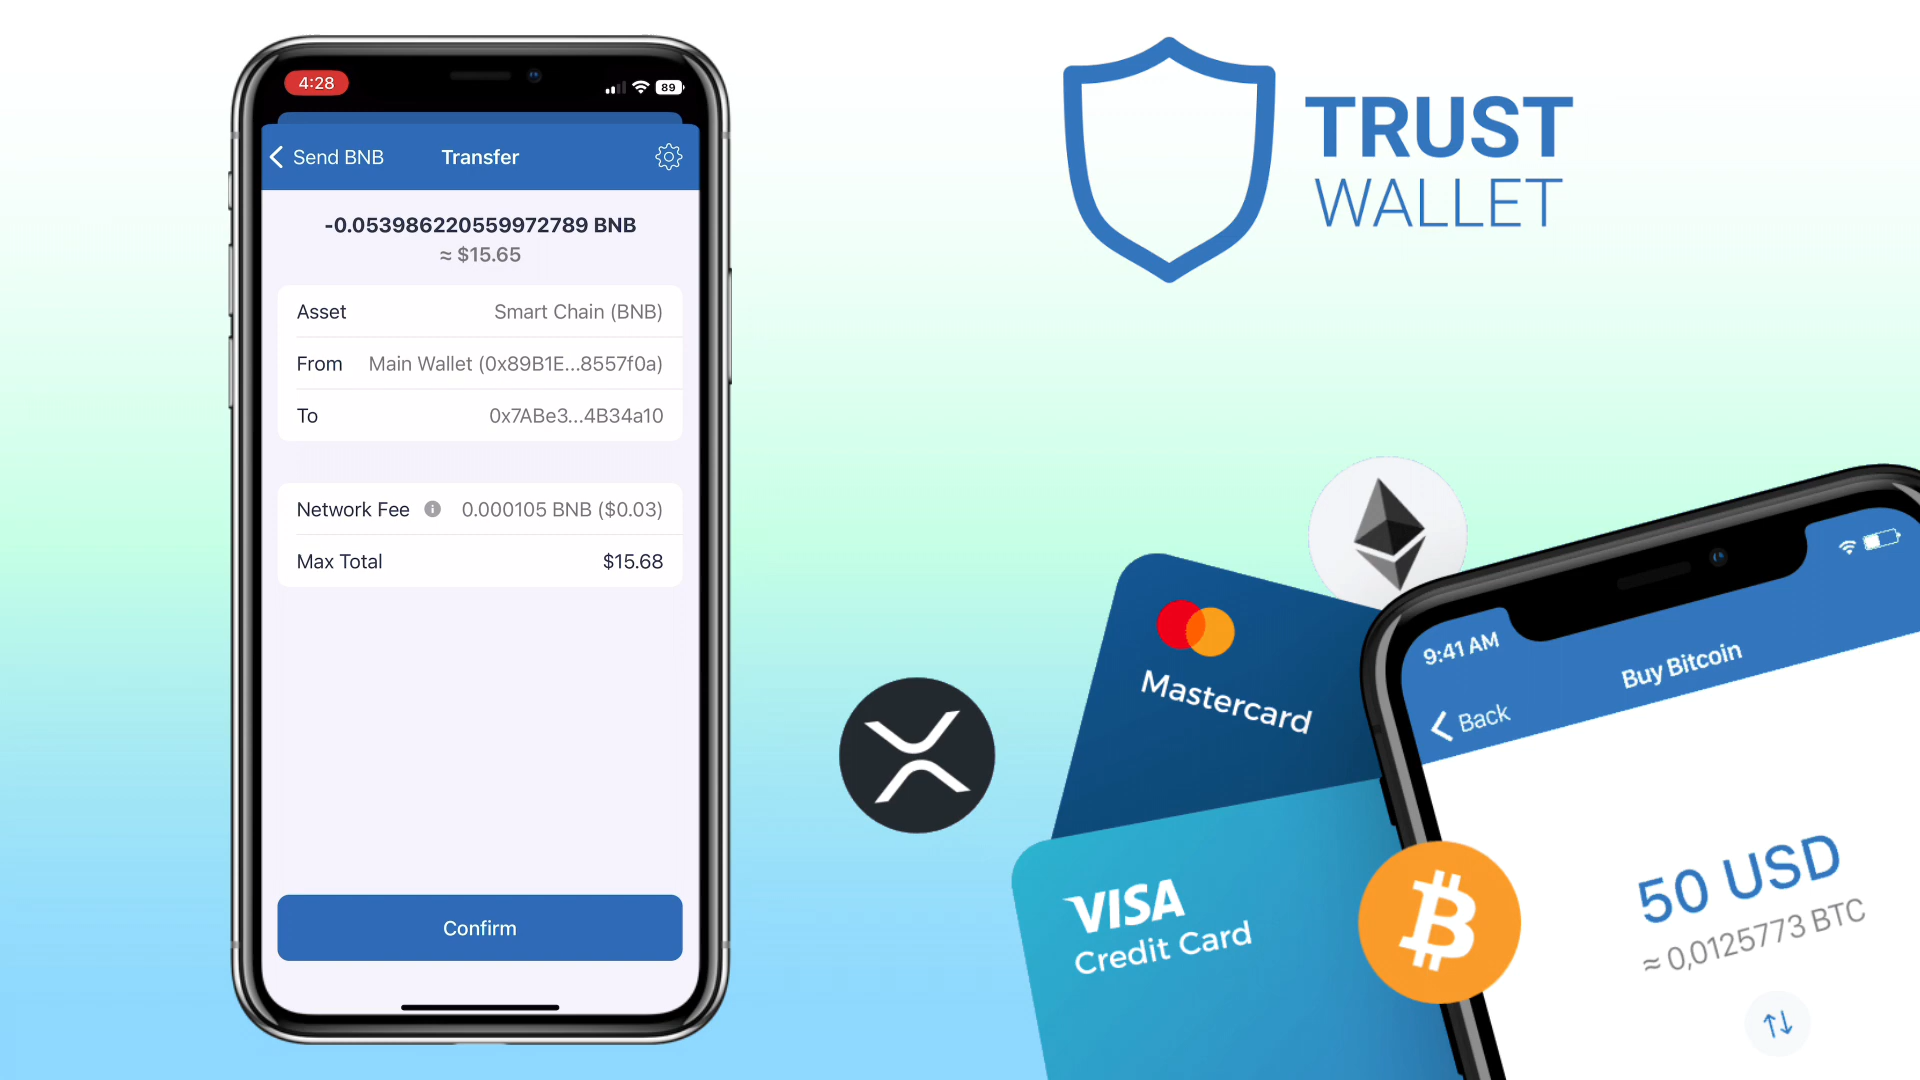 4:28
89
Send BNB
Transfer
-0.053986220559972789 BNB
≈ $15.65
Asset
Smart Chain (BNB)
From
Main Wallet (0x89B1E...8557f0a)
To
0x7ABe3...4B34a10
Network Fee
0.000105 BNB ($0.03)
Max Total
$15.68
Confirm
TRUST
WALLET
Mastercard
VISA
Credit Card
9:41 AM
Buy Bitcoin
Back
50 USD
≈ 0,0125773 BTC